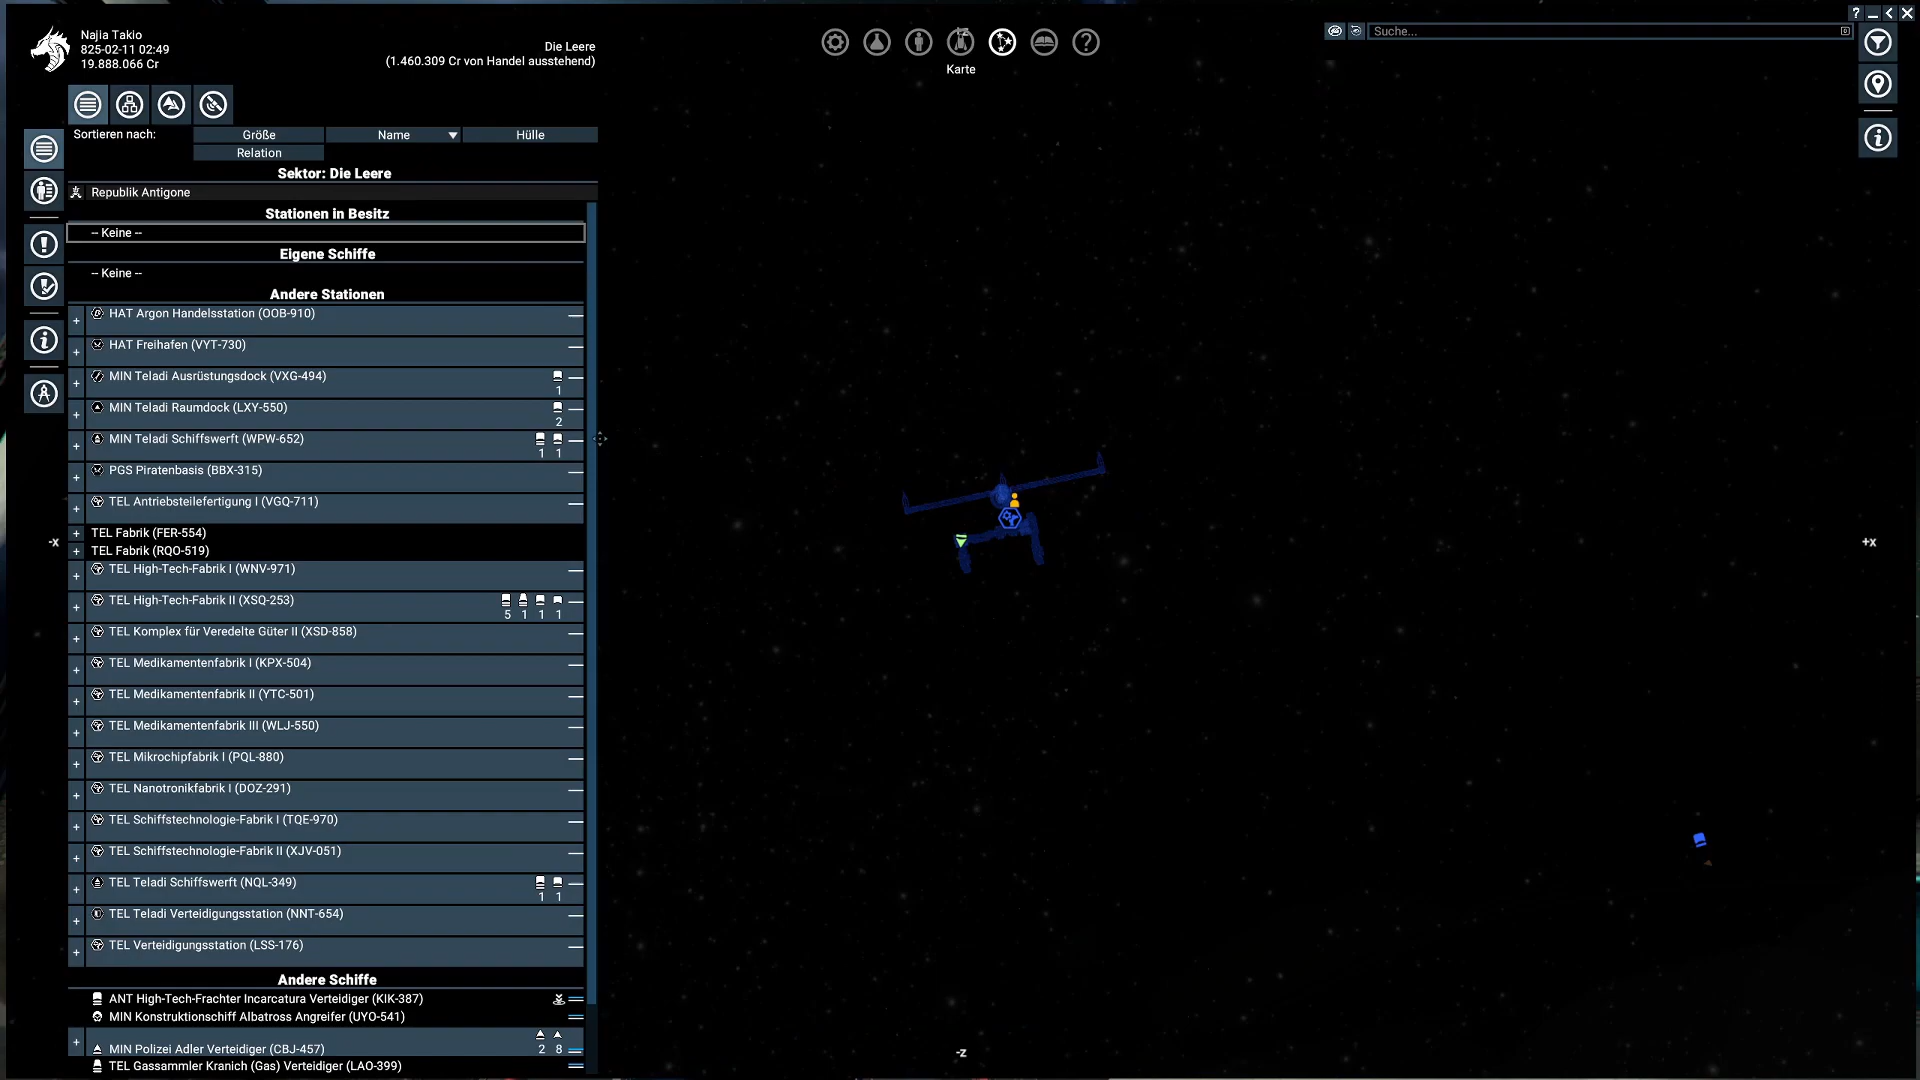 Najia Takio
825-02-11 02:49
19.888.066 Cr
Die Leere
(1.460.309 Cr von Handel ausstehend)
Karte
Suche...
Sortieren nach:
Größe
Name
Hülle
Relation
Sektor: Die Leere
Republik Antigone
Stationen in Besitz
-- Keine --
Eigene Schiffe
-- Keine --
Andere Stationen
HAT Argon Handelsstation (OOB-910)
HAT Freihafen (VYT-730)
MIN Teladi Ausrüstungsdock (VXG-494)
1
MIN Teladi Raumdock (LXY-550)
2
MIN Teladi Schiffswerft (WPW-652)
1 1
PGS Piratenbasis (BBX-315)
TEL Antriebsteilefertigung I (VGQ-711)
TEL Fabrik (FER-554)
TEL Fabrik (RQO-519)
TEL High-Tech-Fabrik I (WNV-971)
TEL High-Tech-Fabrik II (XSQ-253)
5 1 1 1
TEL Komplex für Veredelte Güter II (XSD-858)
TEL Medikamentenfabrik I (KPX-504)
TEL Medikamentenfabrik II (YTC-501)
TEL Medikamentenfabrik III (WLJ-550)
TEL Mikrochipfabrik I (PQL-880)
TEL Nanotronikfabrik I (DOZ-291)
TEL Schiffstechnologie-Fabrik I (TQE-970)
TEL Schiffstechnologie-Fabrik II (XJV-051)
TEL Teladi Schiffswerft (NQL-349)
1 1
TEL Teladi Verteidigungsstation (NNT-654)
TEL Verteidigungsstation (LSS-176)
Andere Schiffe
ANT High-Tech-Frachter Incarcatura Verteidiger (KIK-387)
MIN Konstruktionschiff Albatross Angreifer (UYO-541)
MIN Polizei Adler Verteidiger (CBJ-457)
2 8
TEL Gassammler Kranich (Gas) Verteidiger (LAO-399)
-x
+x
-z